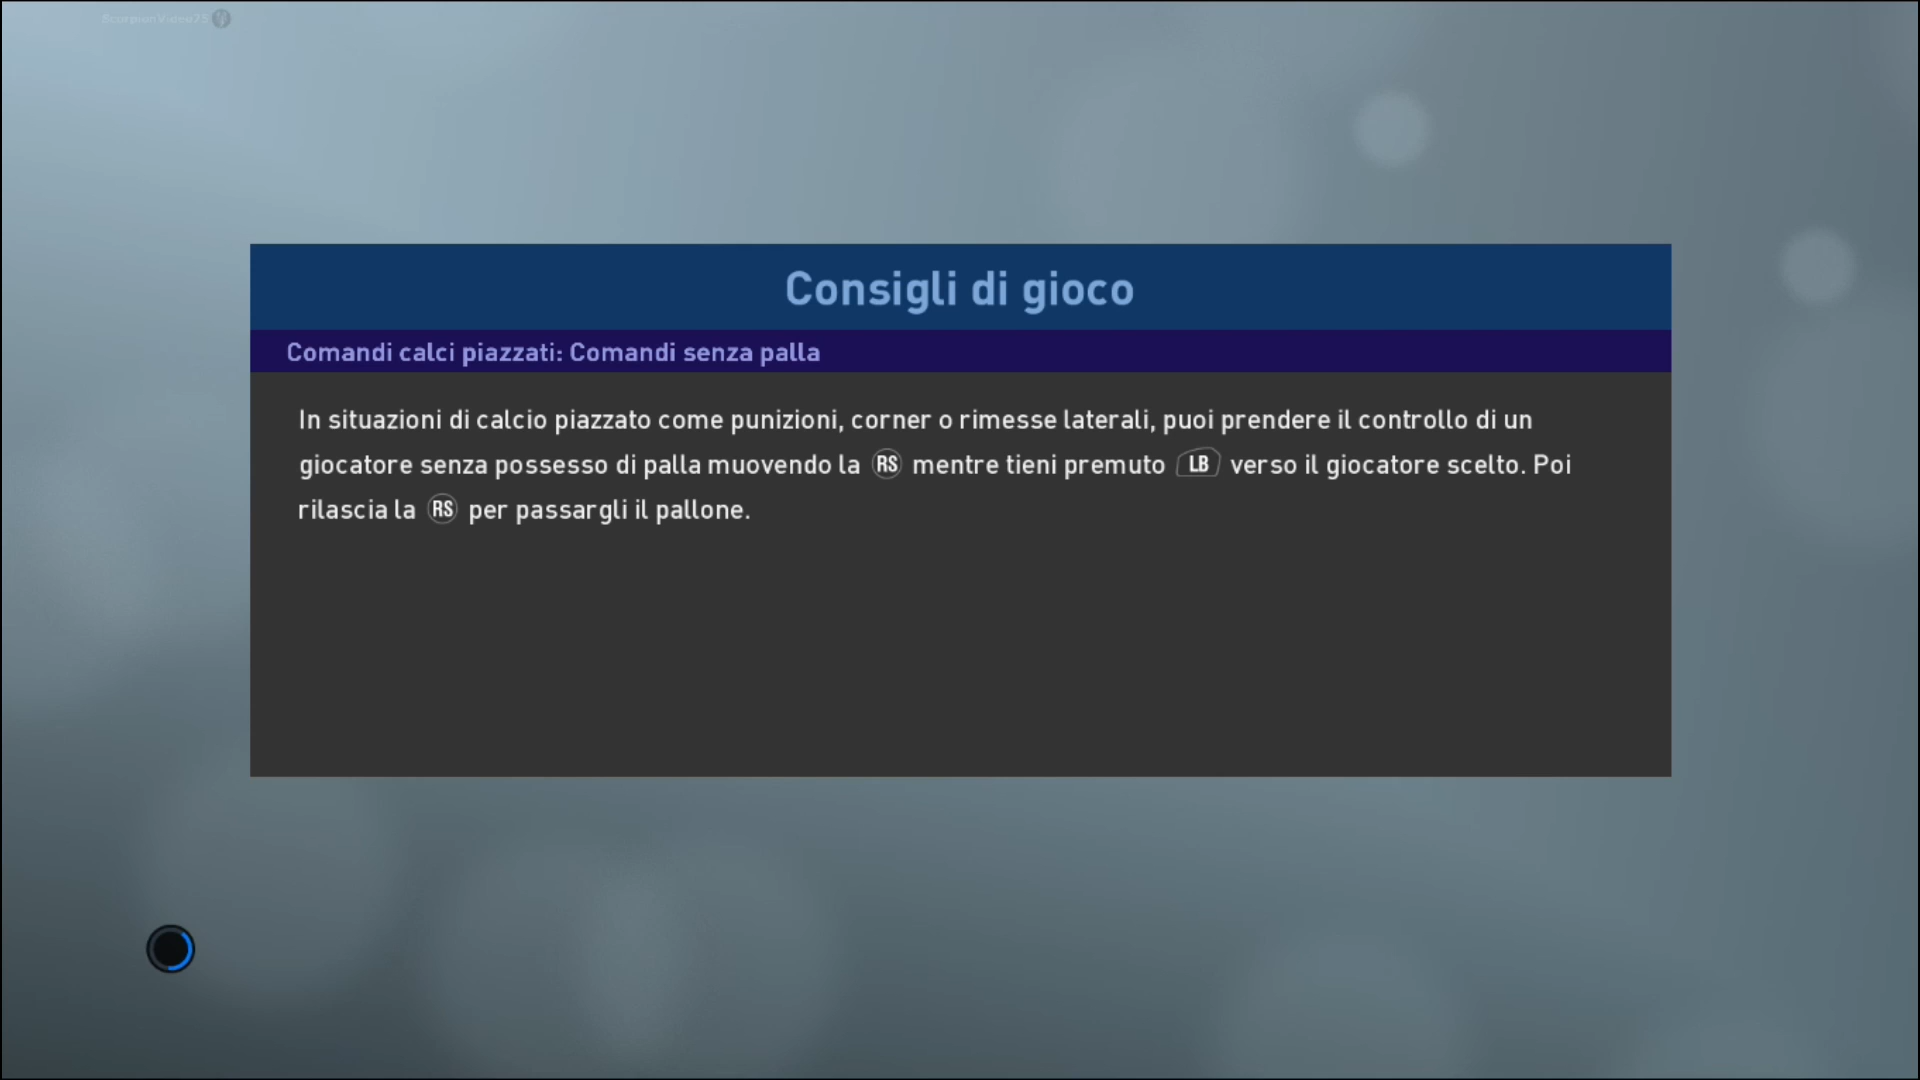 ScorpionVideo25
Consigli di gioco
Comandi calci piazzati: Comandi senza palla
In situazioni di calcio piazzato come punizioni, corner o rimesse laterali, puoi prendere il controllo di un
giocatore senza possesso di palla muovendo la RS mentre tieni premuto LB verso il giocatore scelto. Poi
rilascia la RS per passargli il pallone.